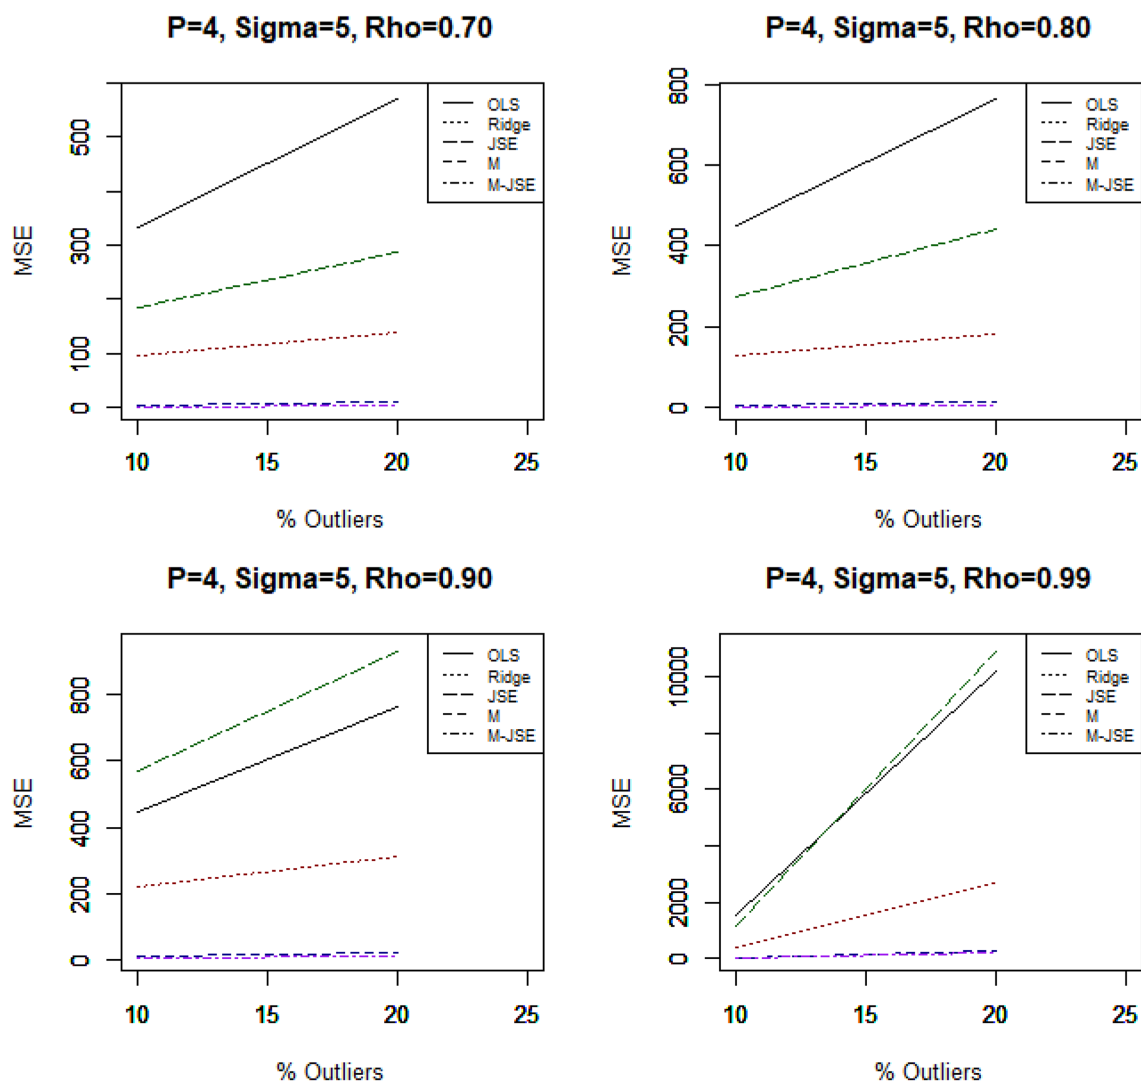 P=4, Sigma=5, Rho=0.70
MSE
500
300
100
0
OLS
Ridge
JSE
M
M-JSE
10 15 20 25
% Outliers
P=4, Sigma=5, Rho=0.80
MSE
800
600
400
200
0
OLS
Ridge
JSE
M
M-JSE
10 15 20 25
% Outliers
P=4, Sigma=5, Rho=0.90
MSE
800
600
400
200
0
OLS
Ridge
JSE
M
M-JSE
10 15 20 25
% Outliers
P=4, Sigma=5, Rho=0.99
MSE
10000
6000
2000
0
OLS
Ridge
JSE
M
M-JSE
10 15 20 25
% Outliers